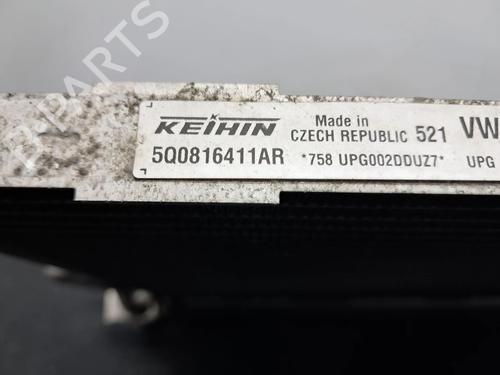 KEIHIN
Made in
CZECH REPUBLIC 521 VW
5Q0816411AR *758 UPG002DDUZ7* UPG
B-PARTS